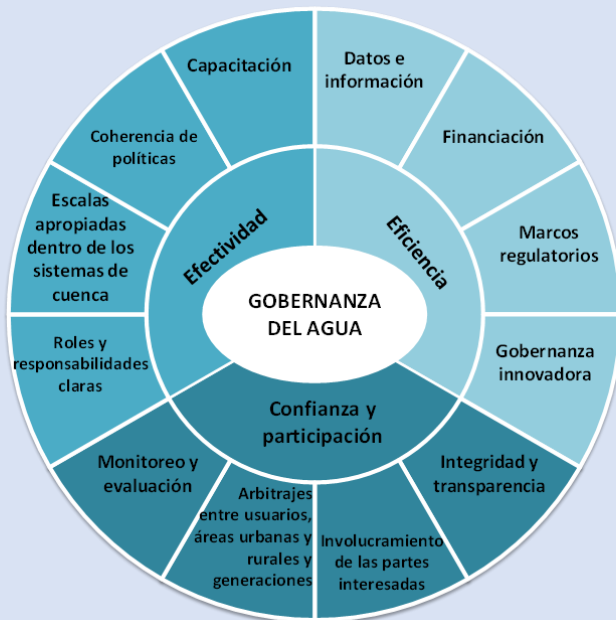 GOBERNANZA
DEL AGUA
Efectividad
Eficiencia
Confianza y
participación
Datos e
información
Financiación
Marcos
regulatorios
Gobernanza
innovadora
Integridad y
transparencia
Involucramiento
de las partes
interesadas
Arbitrajes
entre usuarios,
áreas urbanas y
rurales y
generaciones
Monitoreo y
evaluación
Roles y
responsabilidades
claras
Escalas
apropiadas
dentro de los
sistemas de
cuenca
Coherencia de
políticas
Capacitación